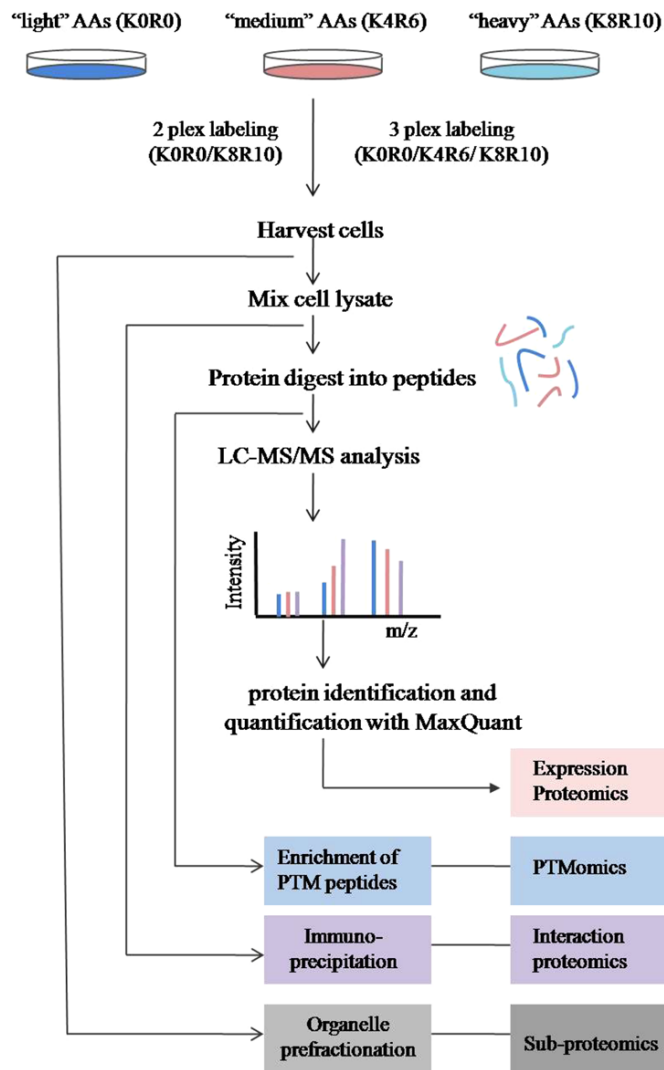 “light” AAs (K0R0)
“medium” AAs (K4R6)
“heavy” AAs (K8R10)
2 plex labeling
(K0R0/K8R10)
3 plex labeling
(K0R0/K4R6/ K8R10)
Harvest cells
Mix cell lysate
Protein digest into peptides
LC-MS/MS analysis
Intensity
m/z
protein identification and
quantification with MaxQuant
Expression
Proteomics
Enrichment of
PTM peptides
PTMomics
Immuno-
precipitation
Interaction
proteomics
Organelle
prefractionation
Sub-proteomics